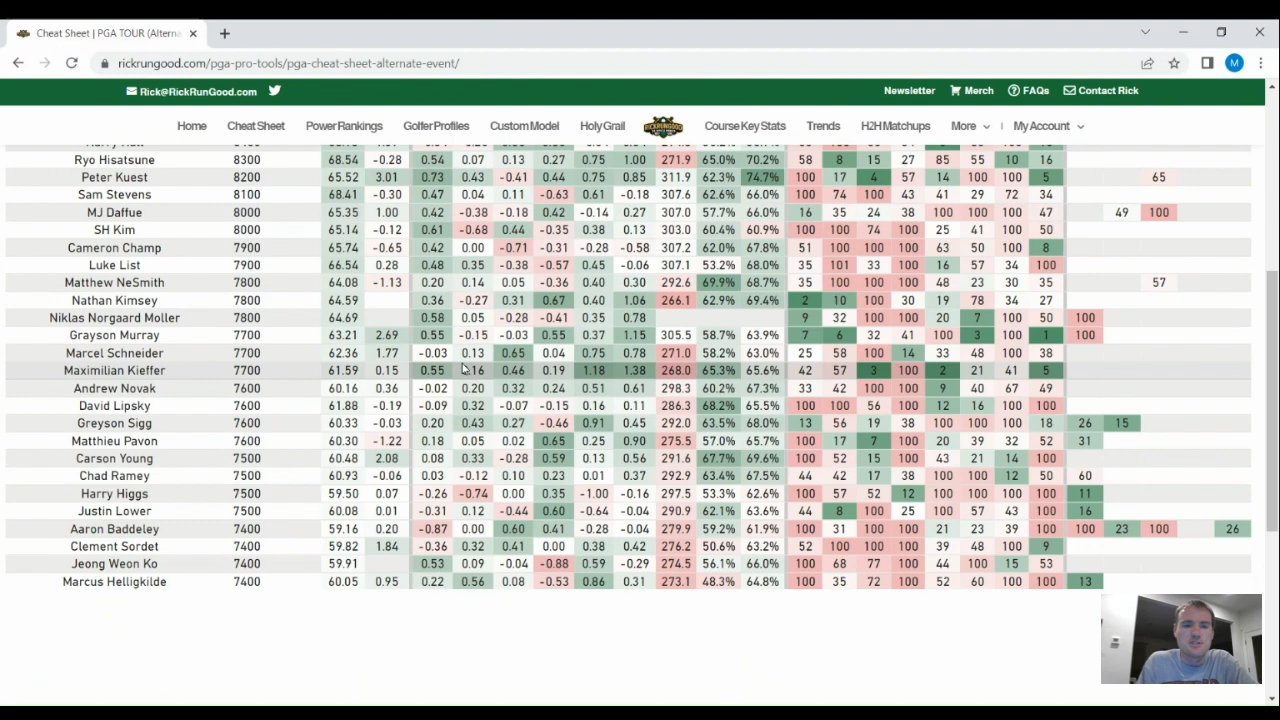 Cheat Sheet | PGA TOUR (Alterna
rickrungood.com/pga-pro-tools/pga-cheat-sheet-alternate-event/
M
Rick@RickRunGood.com Newsletter Merch FAQs Contact Rick
Home Cheat Sheet Power Rankings Golfer Profiles Custom Model Holy Grail RICKRUNGOOD Course Key Stats Trends H2H Matchups More My Account
Ryo Hisatsune 8300 68.54 -0.28 0.54 0.07 0.13 0.27 0.75 1.00 271.9 65.0% 70.2% 58 8 15 27 85 55 10 16
Peter Kuest 8200 65.52 3.01 0.73 0.43 -0.41 0.44 0.75 0.85 311.9 62.3% 74.7% 100 17 4 57 14 100 100 5 65
Sam Stevens 8100 68.41 -0.30 0.47 0.04 0.11 -0.63 0.61 -0.18 307.6 62.6% 66.0% 100 74 100 43 41 29 72 34
MJ Daffue 8000 65.35 1.00 0.42 -0.38 -0.18 0.42 -0.14 0.27 307.0 57.7% 66.0% 16 35 24 38 100 100 100 47 49 100
SH Kim 8000 65.14 -0.12 0.61 -0.68 0.44 -0.35 0.38 0.13 303.0 60.4% 60.9% 100 100 74 100 25 41 100 50
Cameron Champ 7900 65.74 -0.65 0.42 0.00 -0.71 -0.31 -0.28 -0.58 307.2 62.0% 67.8% 51 100 100 100 63 50 100 8
Luke List 7900 66.54 0.28 0.48 0.35 -0.38 -0.57 0.45 -0.06 307.1 53.2% 68.0% 35 101 33 100 16 57 34 100
Matthew NeSmith 7800 64.08 -1.13 0.20 0.14 0.05 -0.36 0.40 0.30 292.6 69.9% 68.7% 35 100 100 100 48 23 30 35 57
Nathan Kimsey 7800 64.59 0.36 -0.27 0.31 0.67 0.40 1.06 266.1 62.9% 69.4% 2 10 100 30 19 78 34 27
Niklas Norgaard Moller 7800 64.69 0.58 0.05 -0.28 -0.41 0.35 0.78 9 32 100 100 20 7 100 50 100
Grayson Murray 7700 63.21 2.69 0.55 -0.15 -0.03 0.55 0.37 1.15 305.5 58.7% 63.9% 7 6 32 41 100 3 100 1 100
Marcel Schneider 7700 62.36 1.77 -0.03 0.13 0.65 0.04 0.75 0.78 271.0 58.2% 63.0% 25 58 100 14 33 48 100 38
Maximilian Kieffer 7700 61.59 0.15 0.55 0.16 0.46 0.19 1.18 1.38 268.0 65.3% 65.6% 42 57 3 100 2 21 41 5
Andrew Novak 7600 60.16 0.36 -0.02 0.20 0.32 0.24 0.51 0.61 298.3 60.2% 65.4% 33 42 100 100 9 40 67 49
David Lipsky 7600 61.88 -0.19 -0.09 0.32 -0.07 -0.15 0.16 0.11 286.3 68.2% 65.5% 100 100 56 100 12 16 100 100
Greyson Sigg 7600 60.33 -0.03 0.20 0.43 0.27 -0.46 0.91 0.45 292.0 63.5% 68.0% 13 56 19 38 100 100 100 18 26 15
Matthieu Pavon 7600 60.30 -1.22 0.18 0.05 0.02 0.65 0.25 0.90 275.5 57.0% 65.7% 100 17 7 100 20 39 32 52 31
Carson Young 7500 60.48 2.08 0.08 0.33 -0.28 0.59 0.13 0.56 291.6 67.7% 69.6% 100 52 15 100 43 21 14 100
Chad Ramey 7500 60.93 -0.06 0.03 -0.12 0.10 0.23 0.01 0.37 292.9 63.4% 64.8% 44 42 17 38 100 100 12 50 60
Harry Higgs 7500 59.50 0.07 -0.26 -0.74 0.00 0.35 -1.00 -0.16 297.5 53.3% 62.6% 100 57 52 12 100 100 100 100 11
Justin Lower 7500 60.08 0.01 -0.31 0.12 -0.44 0.60 -0.64 -0.04 290.9 62.1% 63.6% 44 8 100 25 100 57 43 100 16
Aaron Baddeley 7400 59.16 0.20 -0.87 0.00 0.60 0.41 -0.28 -0.04 279.9 59.2% 61.9% 100 31 100 100 21 23 39 100 100 23 100 26
Clement Sordet 7400 59.82 1.84 -0.36 0.32 0.41 0.00 0.38 0.42 276.2 50.6% 63.2% 52 100 100 100 39 48 100 9
Jeong Weon Ko 7400 59.91 0.53 0.09 -0.04 -0.88 0.59 -0.29 274.5 56.1% 66.0% 100 68 77 100 44 100 15 53
Marcus Helligkilde 7400 60.05 0.95 0.22 0.56 0.08 -0.53 0.86 0.31 273.1 48.3% 64.8% 100 35 72 100 52 60 100 100 13